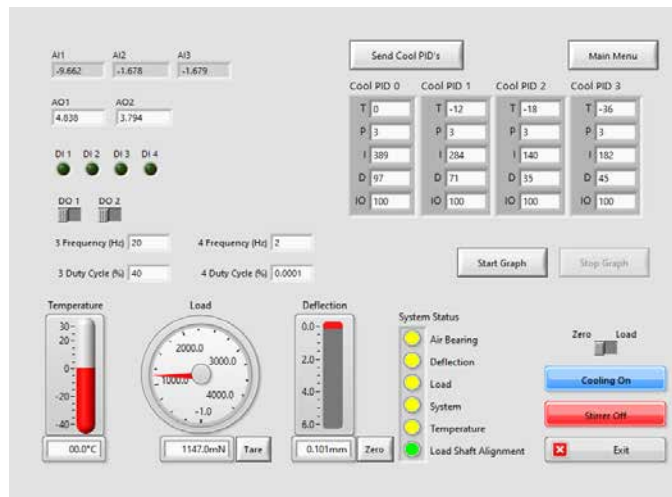 AI1 AI2 AI3
-9.662 -1.678 -1.679
AO1 AO2
4.838 3.794
DI 1 DI 2 DI 3 DI 4
DO 1 DO 2
3 Frequency (Hz) 20 4 Frequency (Hz) 2
3 Duty Cycle (%) 40 4 Duty Cycle (%) 0.0001
Send Cool PID's Main Menu
Cool PID 0 Cool PID 1 Cool PID 2 Cool PID 3
T 0 T -12 T -18 T -36
P 3 P 3 P 3 P 3
I 389 I 284 I 140 I 182
D 97 D 71 D 35 D 45
IO 100 IO 100 IO 100 IO 100
Start Graph Stop Graph
Temperature
30-
20-
0-
-20-
-40-
00.0°C
Load
2000.0
3000.0
1000.0
4000.0
-1.0
1147.0mN Tare
Deflection
0.0-
2.0-
4.0-
6.0-
0.101mm Zero
System Status
Air Bearing
Deflection
Load
System
Temperature
Load Shaft Alignment
Zero Load
Cooling On
Stirrer Off
Exit